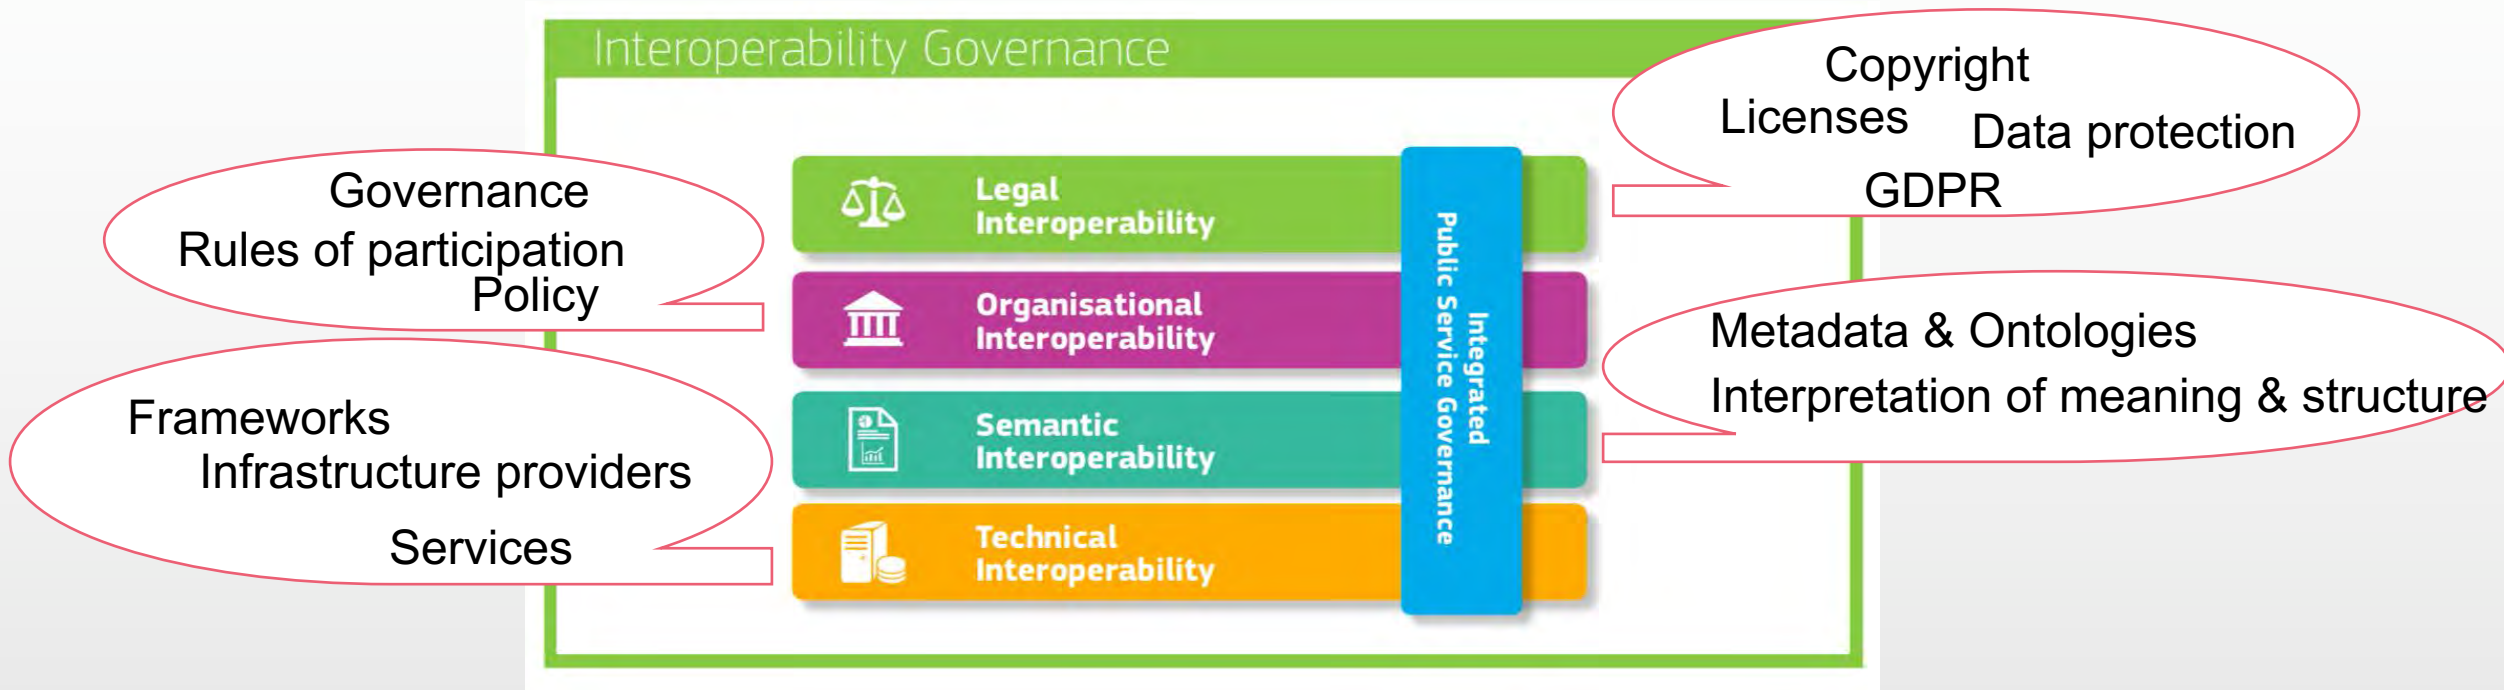 Interoperability Governance
Copyright
Licenses
Data protection
GDPR
Governance
Rules of participation
Policy
Legal
Interoperability
Organisational
Interoperability
Semantic
Interoperability
Technical
Interoperability
Integrated
Public Service Governance
Metadata & Ontologies
Interpretation of meaning & structure
Frameworks
Infrastructure providers
Services